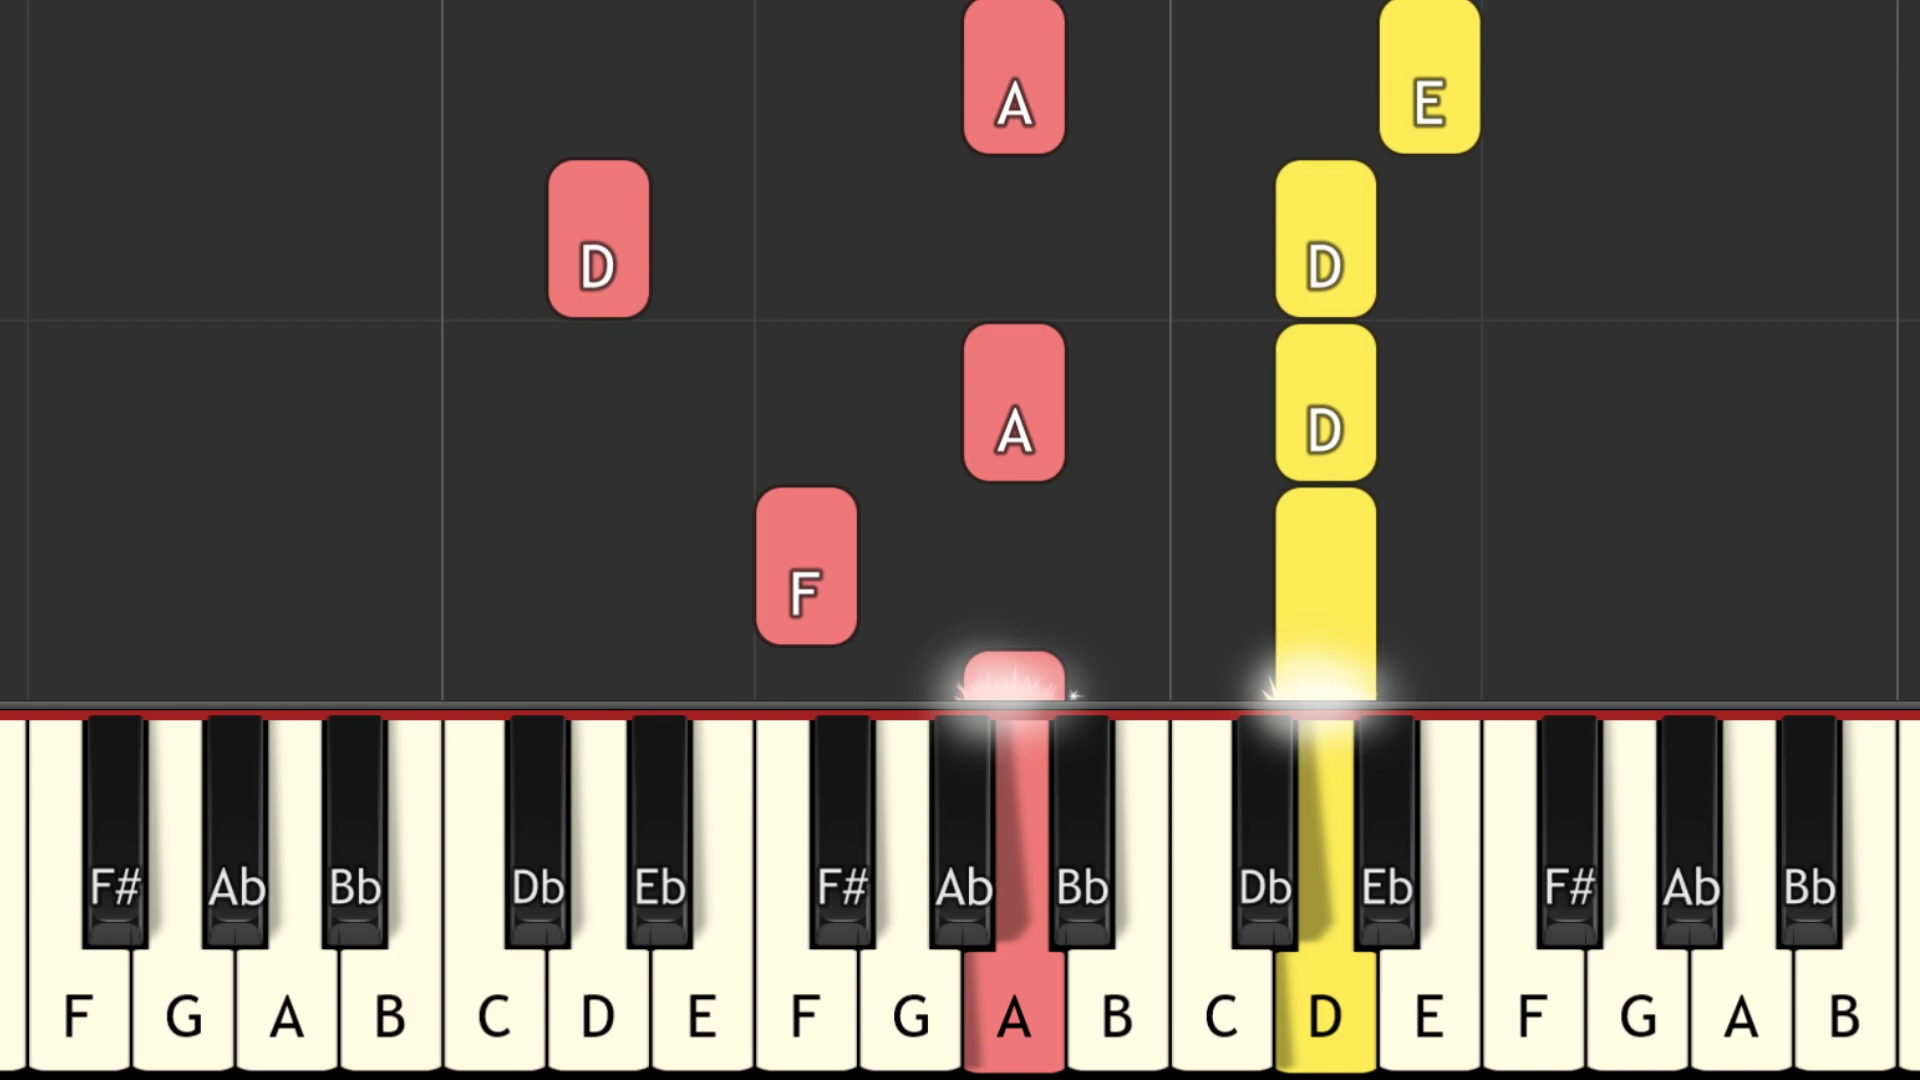 A E
D D
A D
F
F# Ab Bb Db Eb F# Ab Bb Db Eb F# Ab Bb
F G A B C D E F G A B C D E F G A B